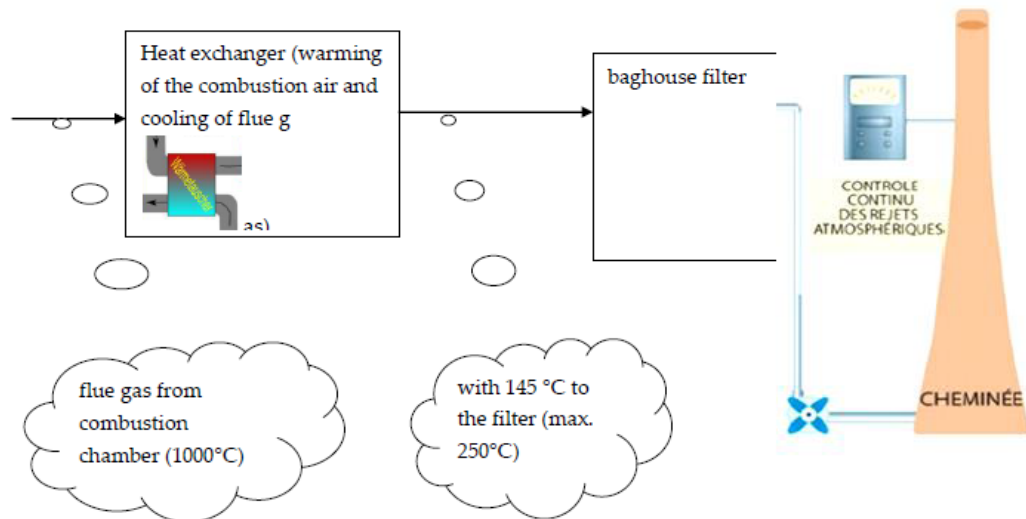 Heat exchanger (warming
of the combustion air and
cooling of flue g
Wärmetauscher
as)
baghouse filter
CONTROLE
CONTINU
DES REJETS
ATMOSPHÉRIQUES.
CHEMINÉE
flue gas from
combustion
chamber (1000°C)
with 145 °C to
the filter (max.
250°C)